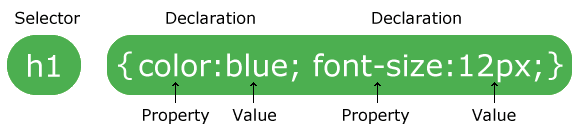 Selector Declaration Declaration
h1 {color:blue; font-size:12px;}
Property Value Property Value